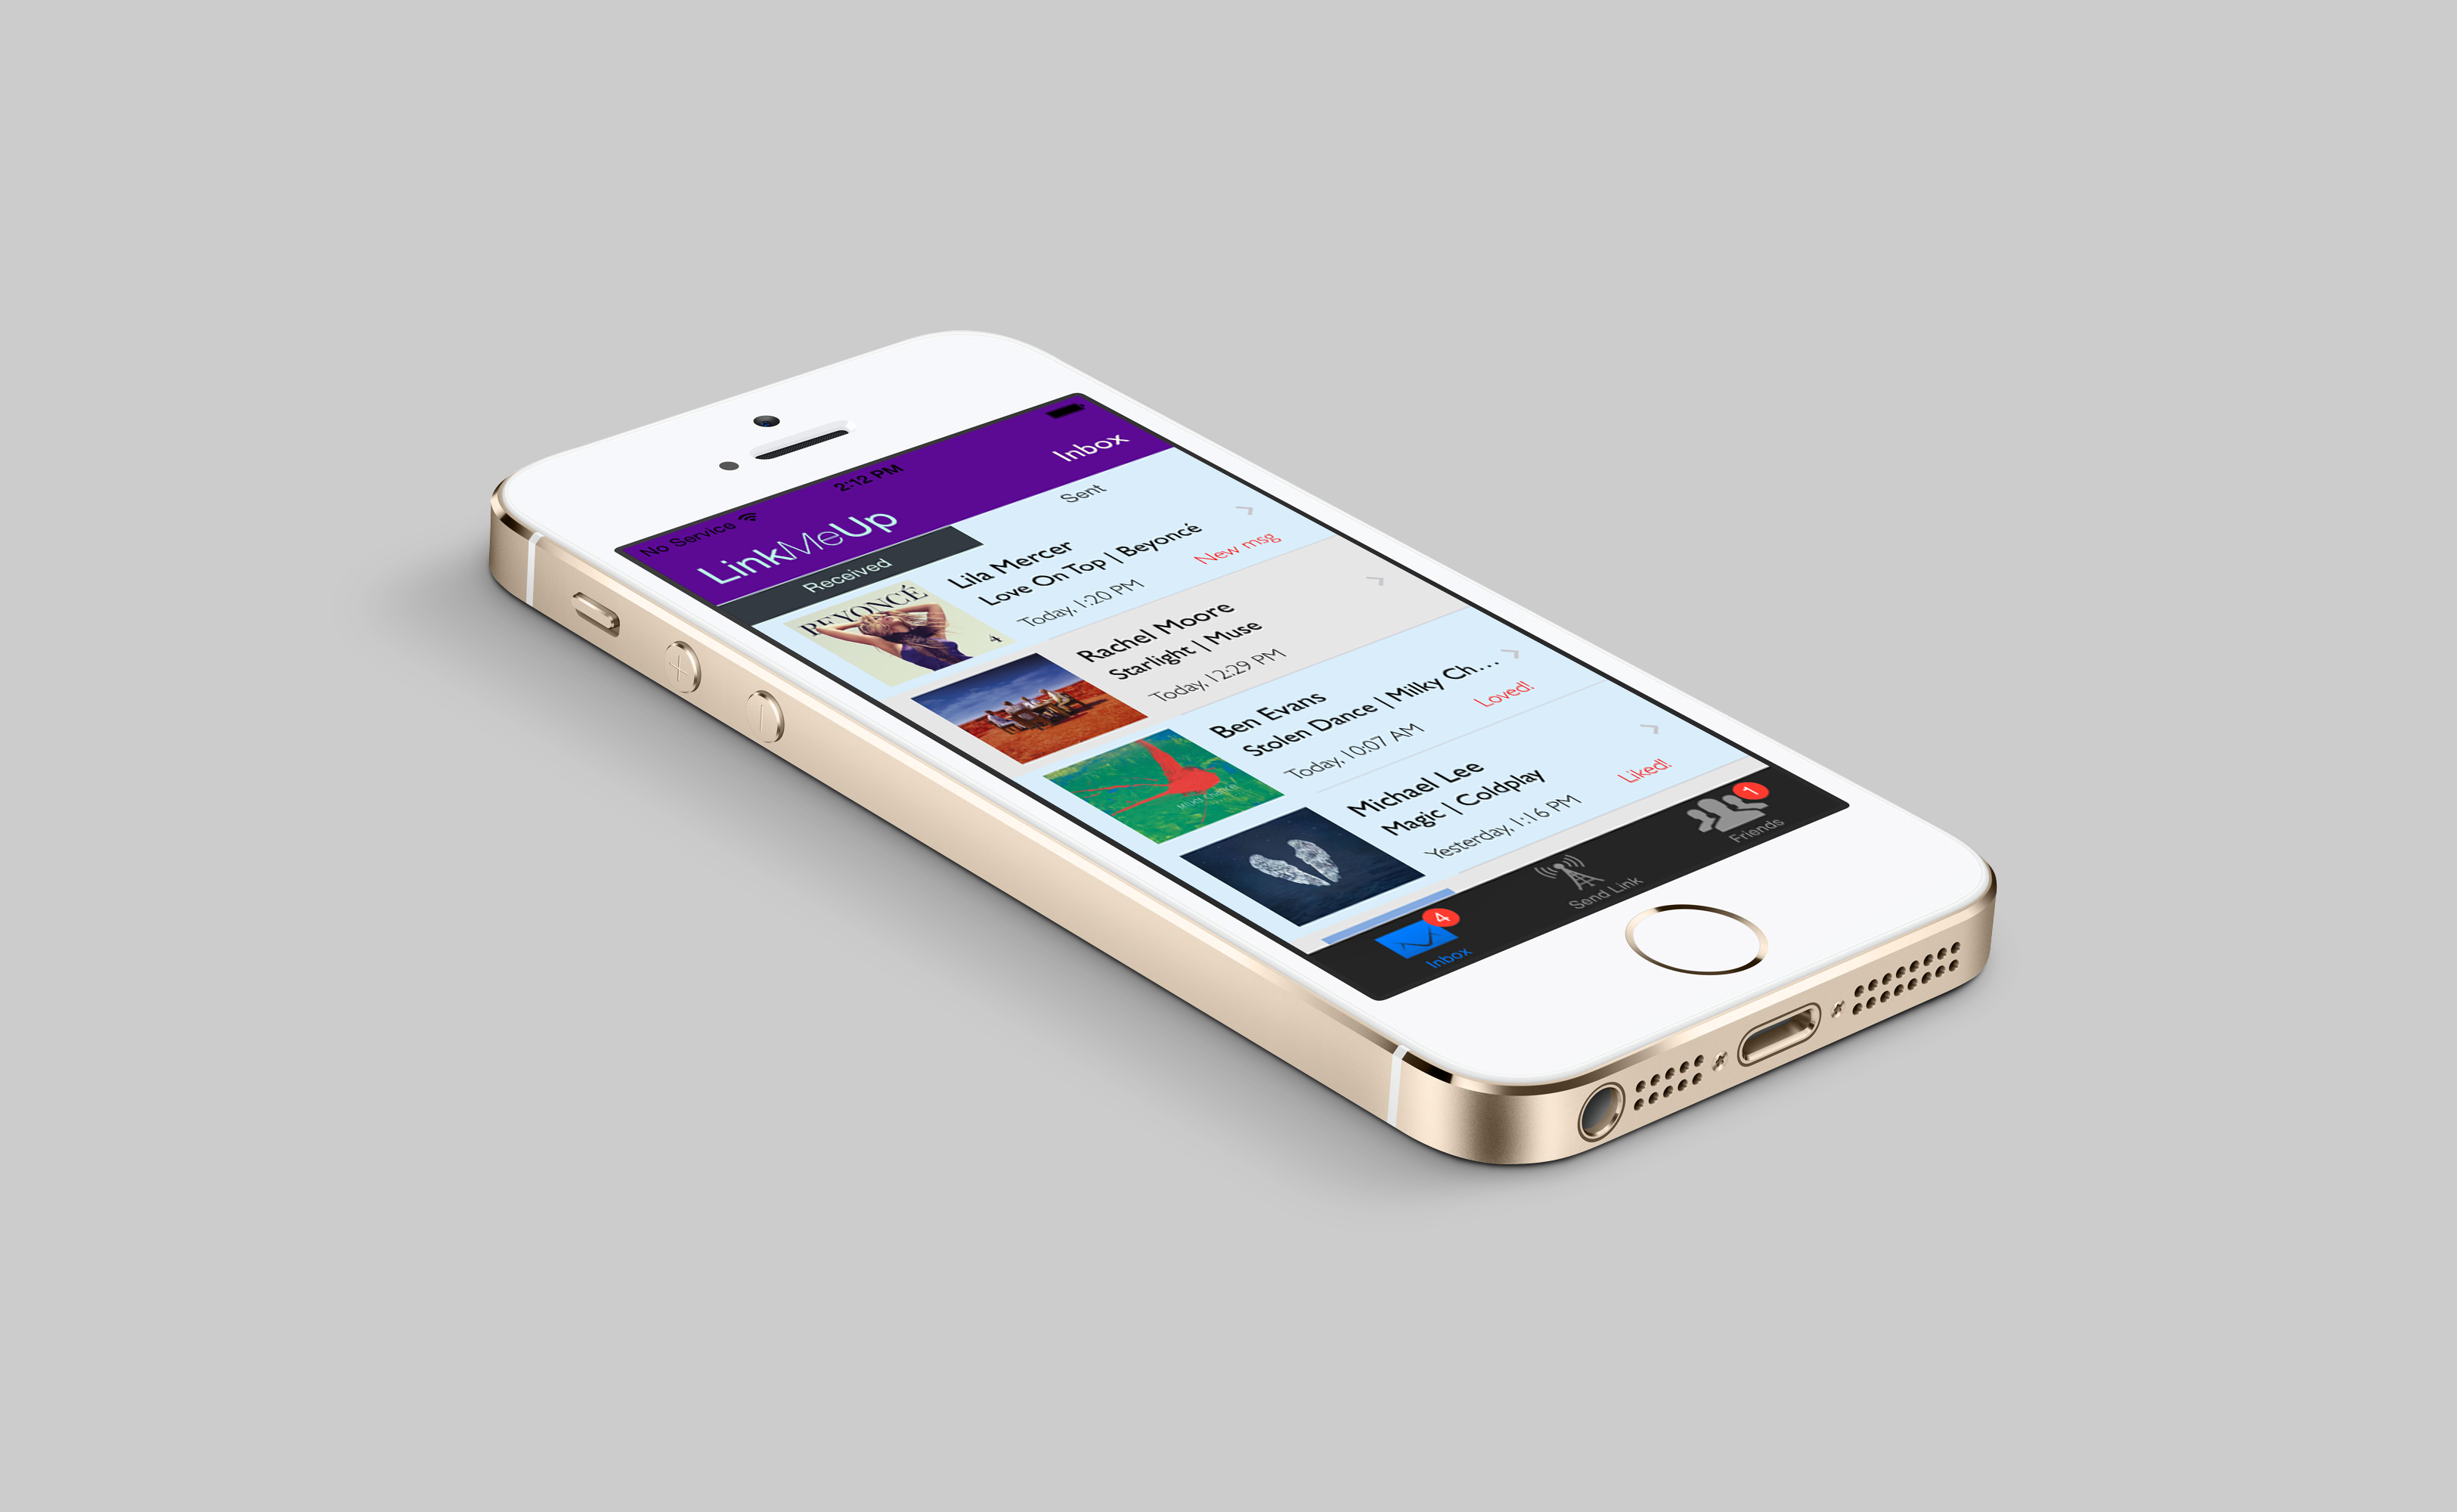 No Service 2:12 PM
LinkMeUp Inbox
Received Sent
BEYONCÉ
4
Lila Mercer
Love On Top | Beyoncé
Today, 1:20 PM New msg
Rachel Moore
Starlight | Muse
Today, 12:29 PM
Ben Evans
Stolen Dance | Milky Ch...
Today, 10:07 AM Loved!
MILKY CHANCE
Michael Lee
Magic | Coldplay
Yesterday, 1:16 PM Liked!
4 1
Inbox Send Link Friends